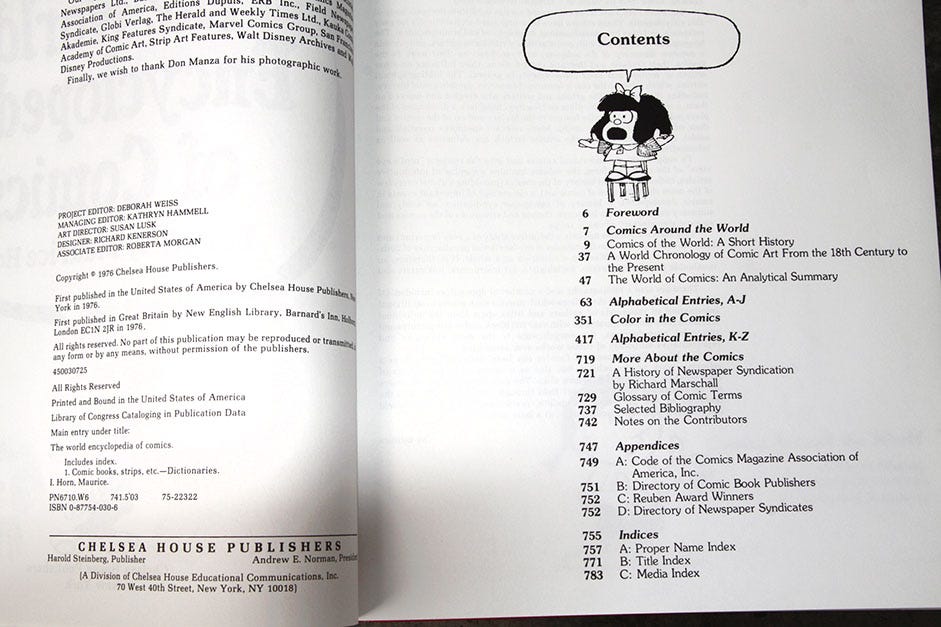 Newspapers Ltd.,
Association of America, Editions Dupuis, ERB Inc., Field
Syndicate, Globi Verlag, The Herald and Weekly Times Ltd.,
Akademie, King Features Syndicate, Marvel Comics Group, San
Academy of Comic Art, Strip Art Features, Walt Disney Archives and
Disney Productions.
Finally, we wish to thank Don Manza for his photographic work.
PROJECT EDITOR: DEBORAH WEISS
MANAGING EDITOR: KATHRYN HAMMELL
ART DIRECTOR: SUSAN LUSK
DESIGNER: RICHARD KENERSON
ASSOCIATE EDITOR: ROBERTA MORGAN
Copyright © 1976 Chelsea House Publishers.
First published in the United States of America by Chelsea House Publishers,
York in 1976.
First published in Great Britain by New English Library, Barnard's Inn,
London EC1N 2JR in 1976.
All rights reserved. No part of this publication may be reproduced or transmitted
any form or by any means, without permission of the publishers.
450030725
All Rights Reserved
Printed and Bound in the United States of America
Library of Congress Cataloging in Publication Data
Main entry under title:
The world encyclopedia of comics.
Includes index.
1. Comic books, strips, etc.—Dictionaries.
I. Horn, Maurice.
PN6710.W6 741.5'03 75-22322
ISBN 0-87754-030-6
CHELSEA HOUSE PUBLISHERS
Harold Steinberg, Publisher Andrew E. Norman,
(A Division of Chelsea House Educational Communications, Inc.
70 West 40th Street, New York, NY 10018)
Contents
6 Foreword
7 Comics Around the World
9 Comics of the World: A Short History
37 A World Chronology of Comic Art From the 18th Century to
the Present
47 The World of Comics: An Analytical Summary
63 Alphabetical Entries, A-J
351 Color in the Comics
417 Alphabetical Entries, K-Z
719 More About the Comics
721 A History of Newspaper Syndication
by Richard Marschall
729 Glossary of Comic Terms
737 Selected Bibliography
742 Notes on the Contributors
747 Appendices
749 A: Code of the Comics Magazine Association of
America, Inc.
751 B: Directory of Comic Book Publishers
752 C: Reuben Award Winners
752 D: Directory of Newspaper Syndicates
755 Indices
757 A: Proper Name Index
771 B: Title Index
783 C: Media Index